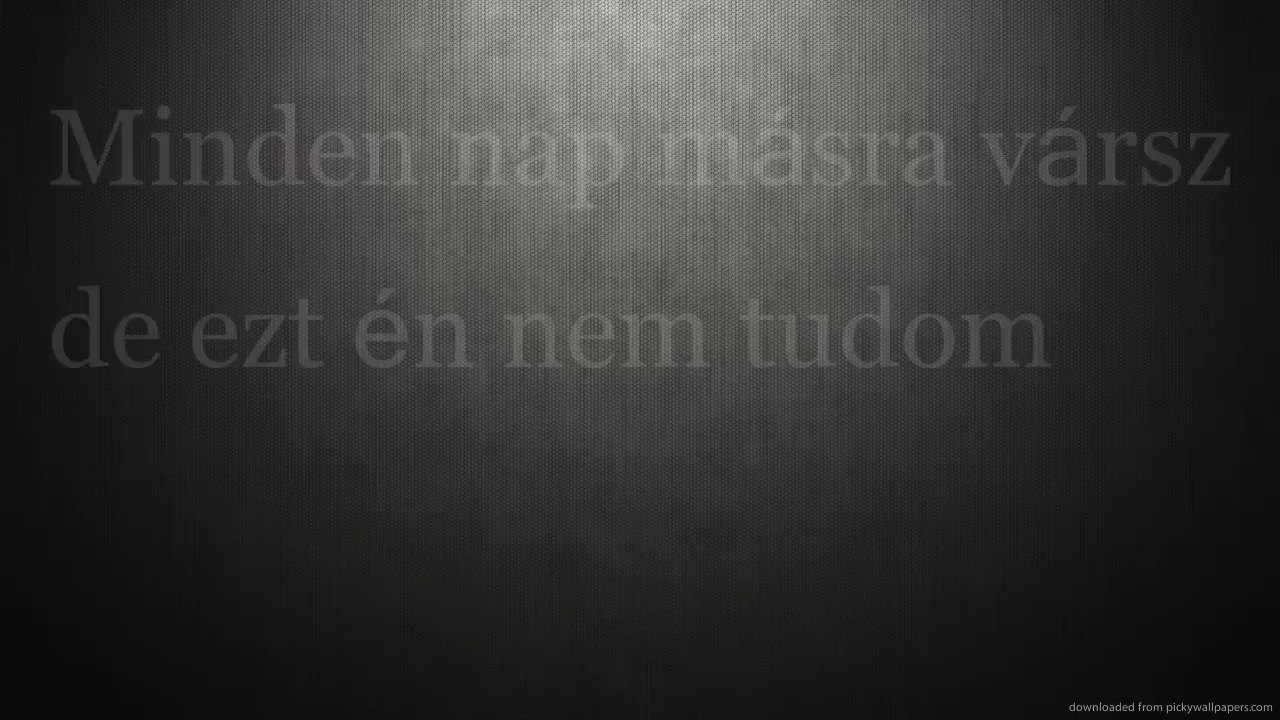 Minden nap másra vársz
de ezt én nem tudom
downloaded from pickywallpapers.com